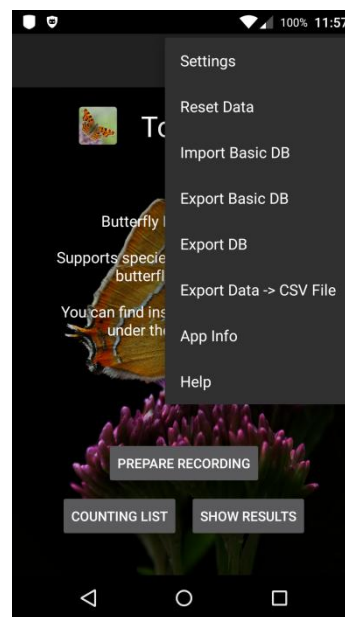 100% 11:57
Settings
Reset Data
Import Basic DB
Export Basic DB
Export DB
Export Data -> CSV File
App Info
Help
To
Butterfly
Supports specie
butterfl
You can find ins
under the
PREPARE RECORDING
COUNTING LIST SHOW RESULTS